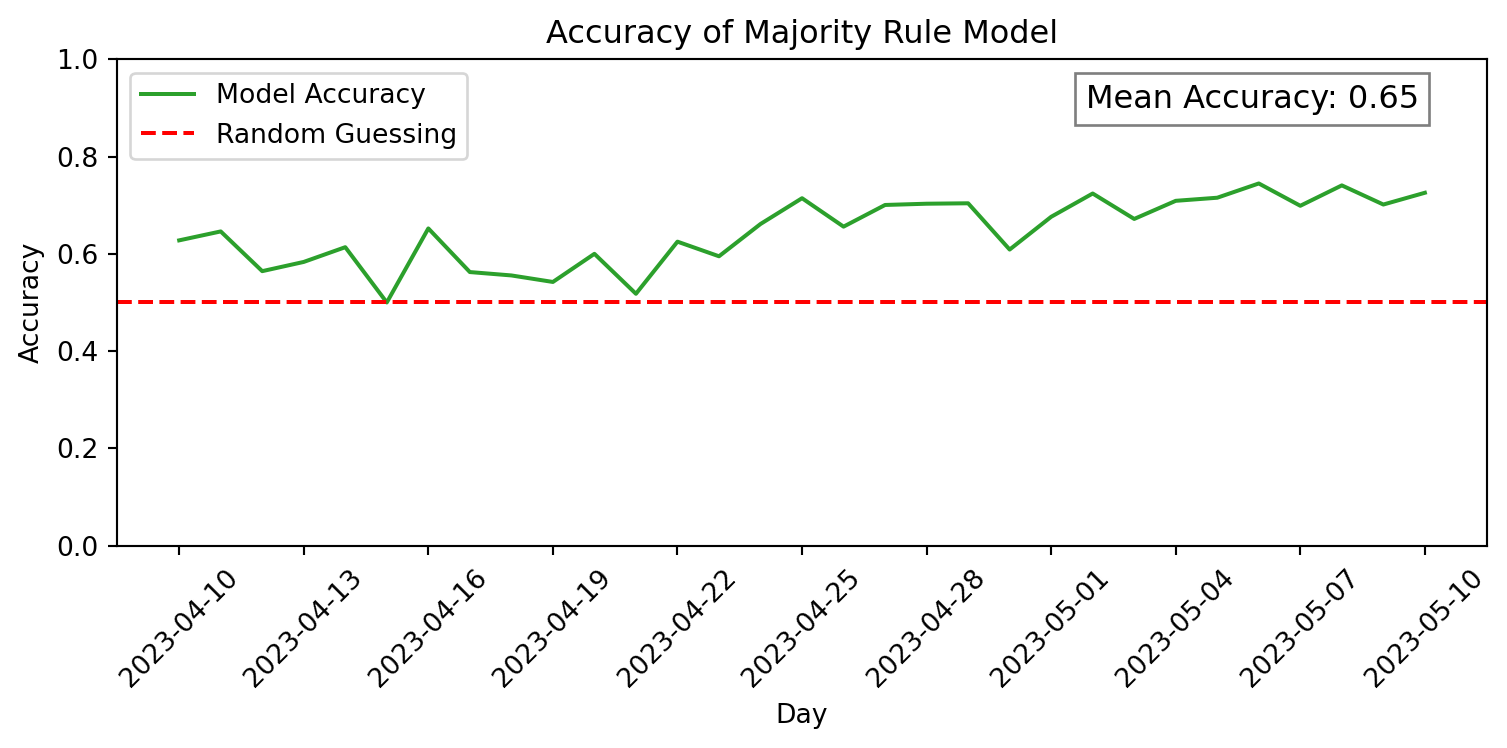 Accuracy of Majority Rule Model
Model Accuracy
Random Guessing
Mean Accuracy: 0.65
Accuracy
1.0
0.8
0.6
0.4
0.2
0.0
2023-04-10
2023-04-13
2023-04-16
2023-04-19
2023-04-22
2023-04-25
2023-04-28
2023-05-01
2023-05-04
2023-05-07
2023-05-10
Day